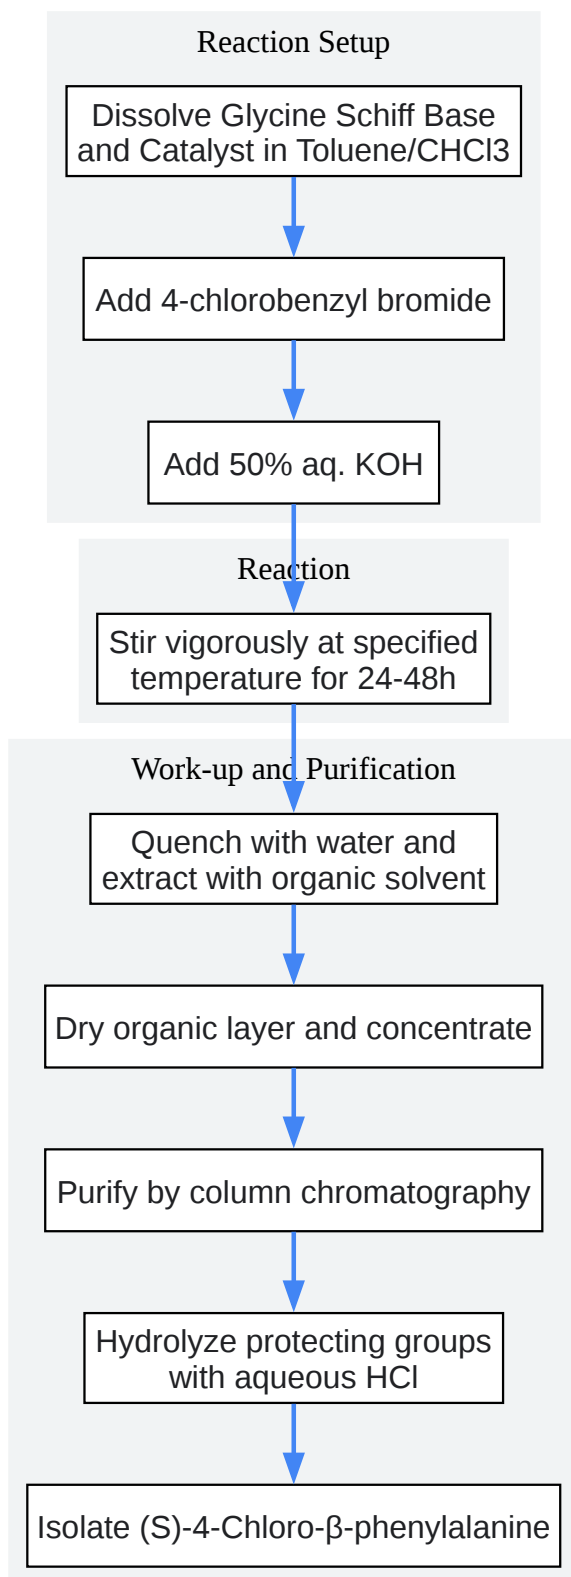 Reaction Setup
Dissolve Glycine Schiff Base
and Catalyst in Toluene/CHCl3
Add 4-chlorobenzyl bromide
Add 50% aq. KOH
Reaction
Stir vigorously at specified
temperature for 24-48h
Work-up and Purification
Quench with water and
extract with organic solvent
Dry organic layer and concentrate
Purify by column chromatography
Hydrolyze protecting groups
with aqueous HCl
Isolate (S)-4-Chloro-β-phenylalanine